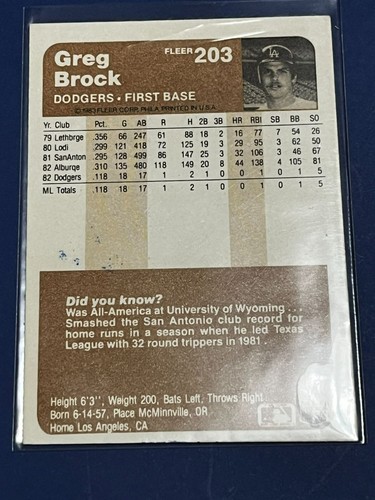 Greg
Brock
FLEER 203
LA
DODGERS • FIRST BASE
© 1983 FLEER CORP. PHILA. PRINTED IN U.S.A.
Yr. Club Pct. G AB R H 2B 3B HR RBI SB BB SO
79 Lethbrge .356 66 247 61 88 18 2 16 77 7 54 26
80 Lodi .299 121 418 72 125 19 3 29 95 3 62 50
81 SanAnton .295 128 499 86 147 25 3 32 106 3 46 67
82 Alburqe .310 135 480 118 149 20 8 44 138 4 105 81
82 Dodgers .118 18 17 1 2 1 0 0 1 0 1 5
ML Totals .118 18 17 1 2 1 0 0 1 0 1 5
Did you know?
Was All-America at University of Wyoming . . .
Smashed the San Antonio club record for
home runs in a season when he led Texas
League with 32 round trippers in 1981.
Height 6'3'', Weight 200, Bats Left, Throws Right
Born 6-14-57, Place McMinnville, OR
Home Los Angeles, CA